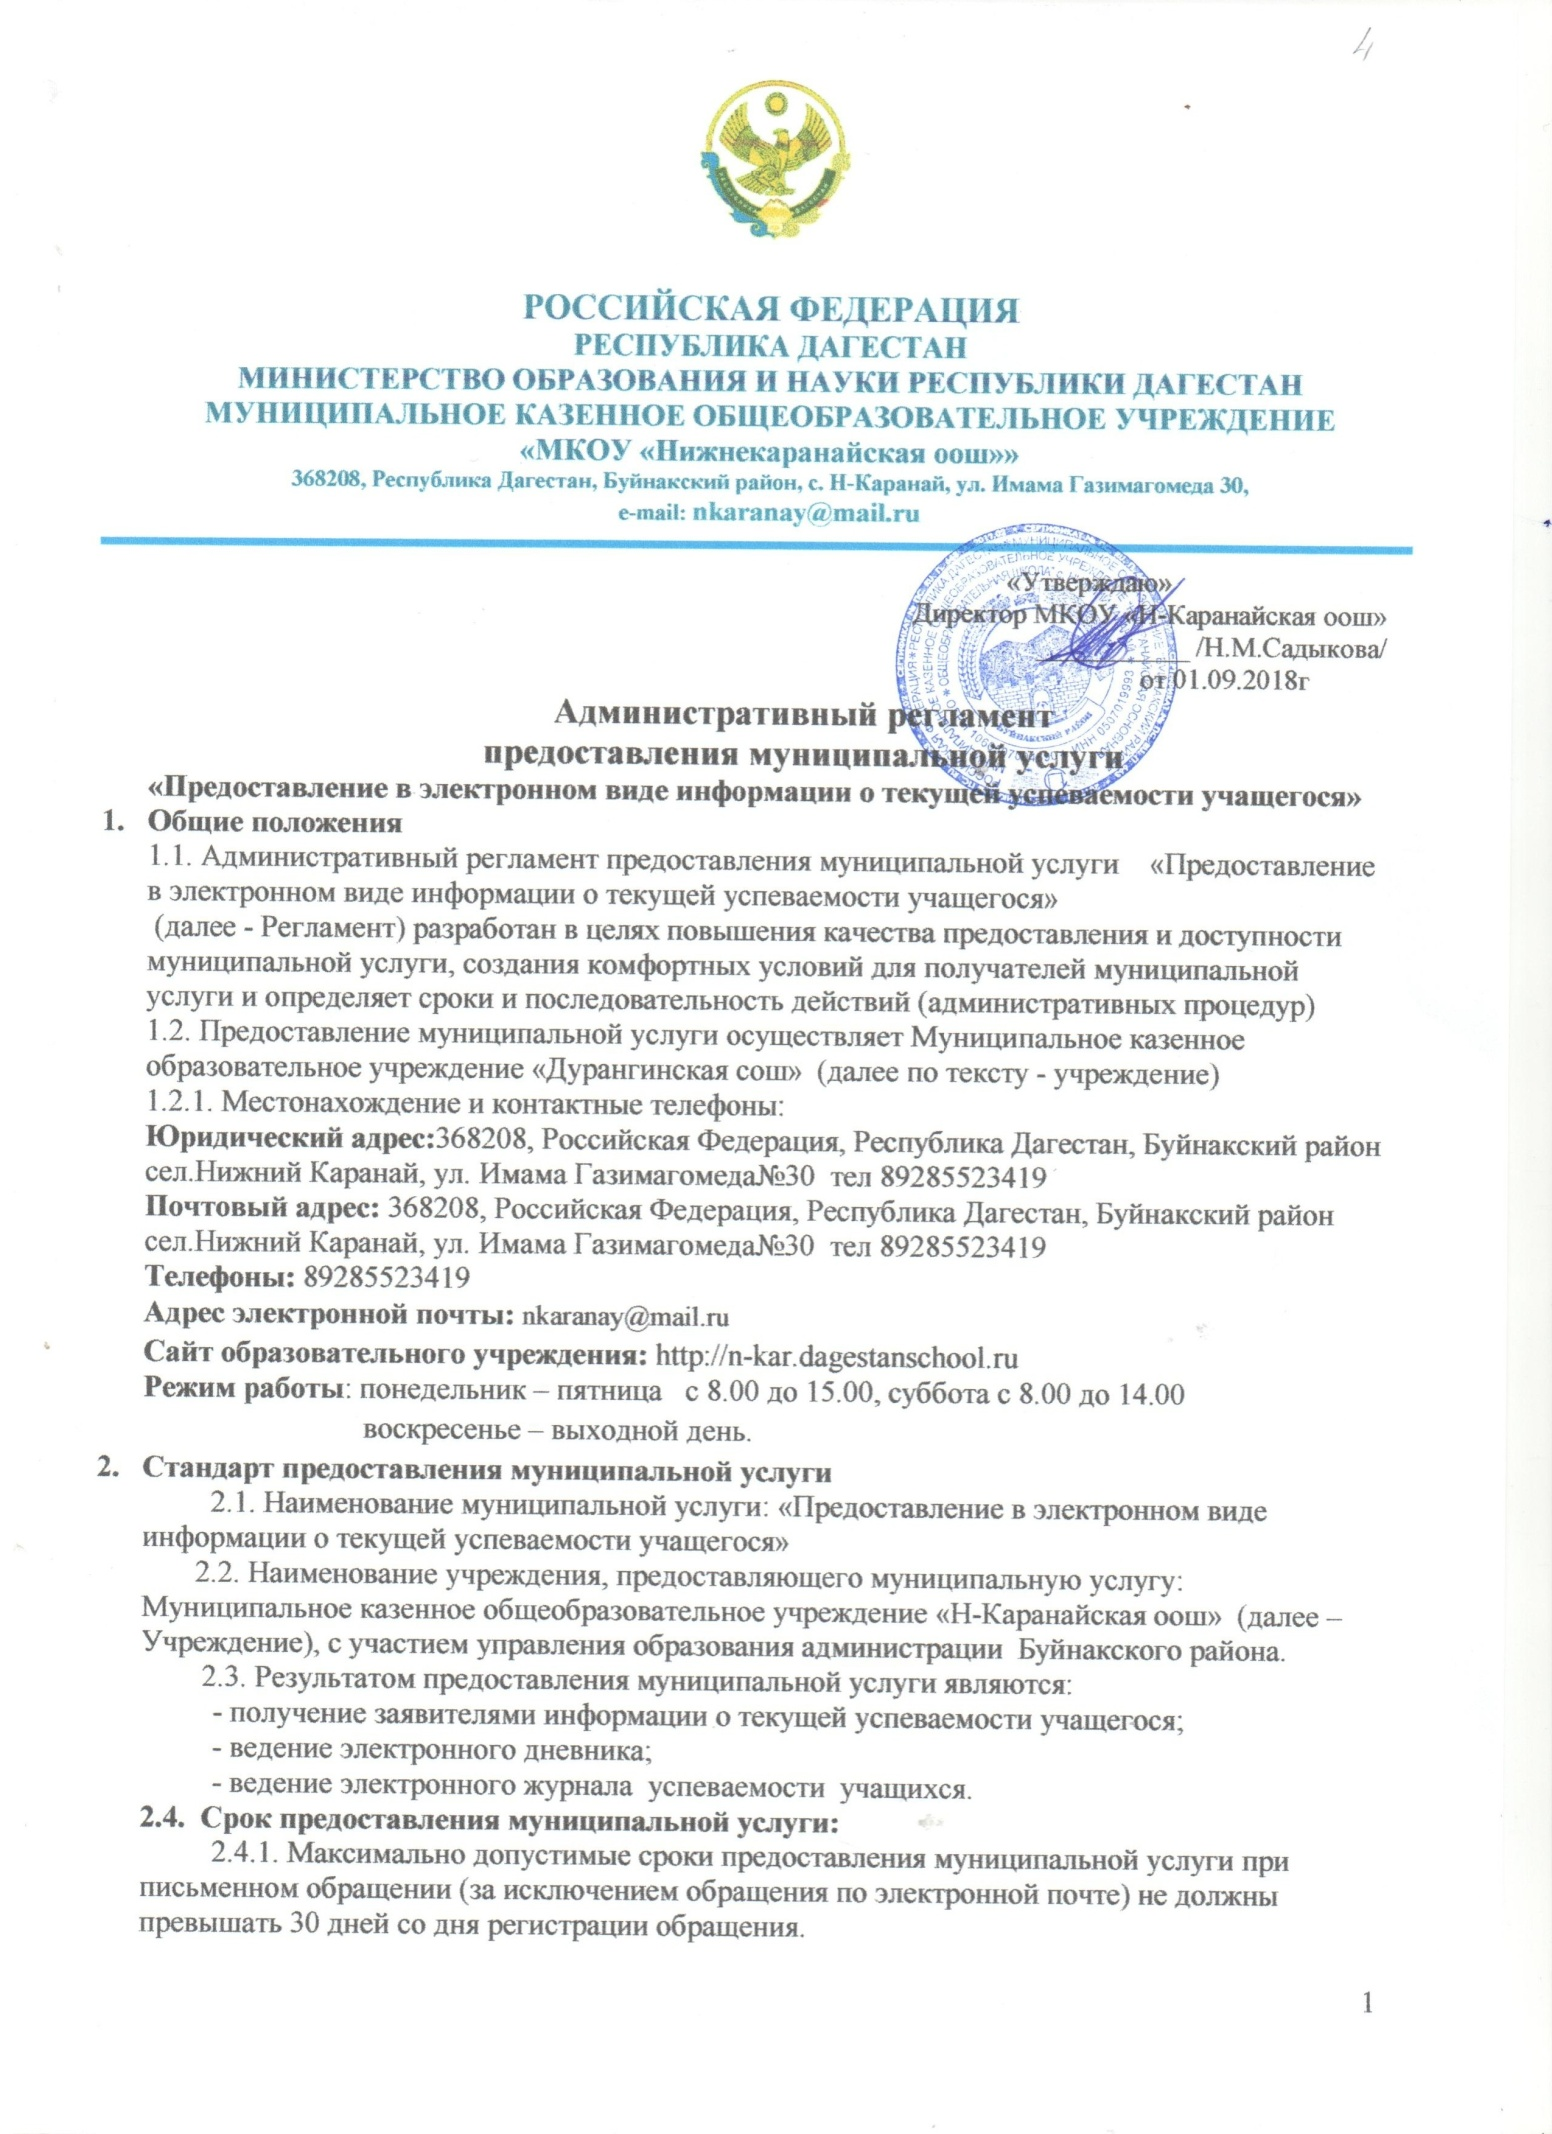 4
РОССИЙСКАЯ ФЕДЕРАЦИЯ
РЕСПУБЛИКА ДАГЕСТАН
МИНИСТЕРСТВО ОБРАЗОВАНИЯ И НАУКИ РЕСПУБЛИКИ ДАГЕСТАН
МУНИЦИПАЛЬНОЕ КАЗЕННОЕ ОБЩЕОБРАЗОВАТЕЛЬНОЕ УЧРЕЖДЕНИЕ
«МКОУ «Нижнекаранайская оош»»
368208, Республика Дагестан, Буйнакский район, с. Н-Каранай, ул. Имама Газимагомеда 30,
e-mail: nkaranay@mail.ru
«Утверждаю»
Директор МКОУ «Н-Каранайская оош»
/Н.М.Садыкова/
от 01.09.2018г
БУЙНАКСКИЙ РАЙОН
ИНН 0507019993
Административный регламент
предоставления муниципальной услуги
«Предоставление в электронном виде информации о текущей успеваемости учащегося»
1. Общие положения
1.1. Административный регламент предоставления муниципальной услуги «Предоставление
в электронном виде информации о текущей успеваемости учащегося»
(далее - Регламент) разработан в целях повышения качества предоставления и доступности
муниципальной услуги, создания комфортных условий для получателей муниципальной
услуги и определяет сроки и последовательность действий (административных процедур)
1.2. Предоставление муниципальной услуги осуществляет Муниципальное казенное
образовательное учреждение «Дурангинская сош» (далее по тексту - учреждение)
1.2.1. Местонахождение и контактные телефоны:
Юридический адрес:368208, Российская Федерация, Республика Дагестан, Буйнакский район
сел.Нижний Каранай, ул. Имама Газимагомеда№30 тел 89285523419
Почтовый адрес: 368208, Российская Федерация, Республика Дагестан, Буйнакский район
сел.Нижний Каранай, ул. Имама Газимагомеда№30 тел 89285523419
Телефоны: 89285523419
Адрес электронной почты: nkaranay@mail.ru
Сайт образовательного учреждения: http://n-kar.dagestanschool.ru
Режим работы: понедельник – пятница с 8.00 до 15.00, суббота с 8.00 до 14.00
воскресенье – выходной день.
2. Стандарт предоставления муниципальной услуги
2.1. Наименование муниципальной услуги: «Предоставление в электронном виде
информации о текущей успеваемости учащегося»
2.2. Наименование учреждения, предоставляющего муниципальную услугу:
Муниципальное казенное общеобразовательное учреждение «Н-Каранайская оош» (далее –
Учреждение), с участием управления образования администрации Буйнакского района.
2.3. Результатом предоставления муниципальной услуги являются:
- получение заявителями информации о текущей успеваемости учащегося;
- ведение электронного дневника;
- ведение электронного журнала успеваемости учащихся.
2.4. Срок предоставления муниципальной услуги:
2.4.1. Максимально допустимые сроки предоставления муниципальной услуги при
письменном обращении (за исключением обращения по электронной почте) не должны
превышать 30 дней со дня регистрации обращения.
1